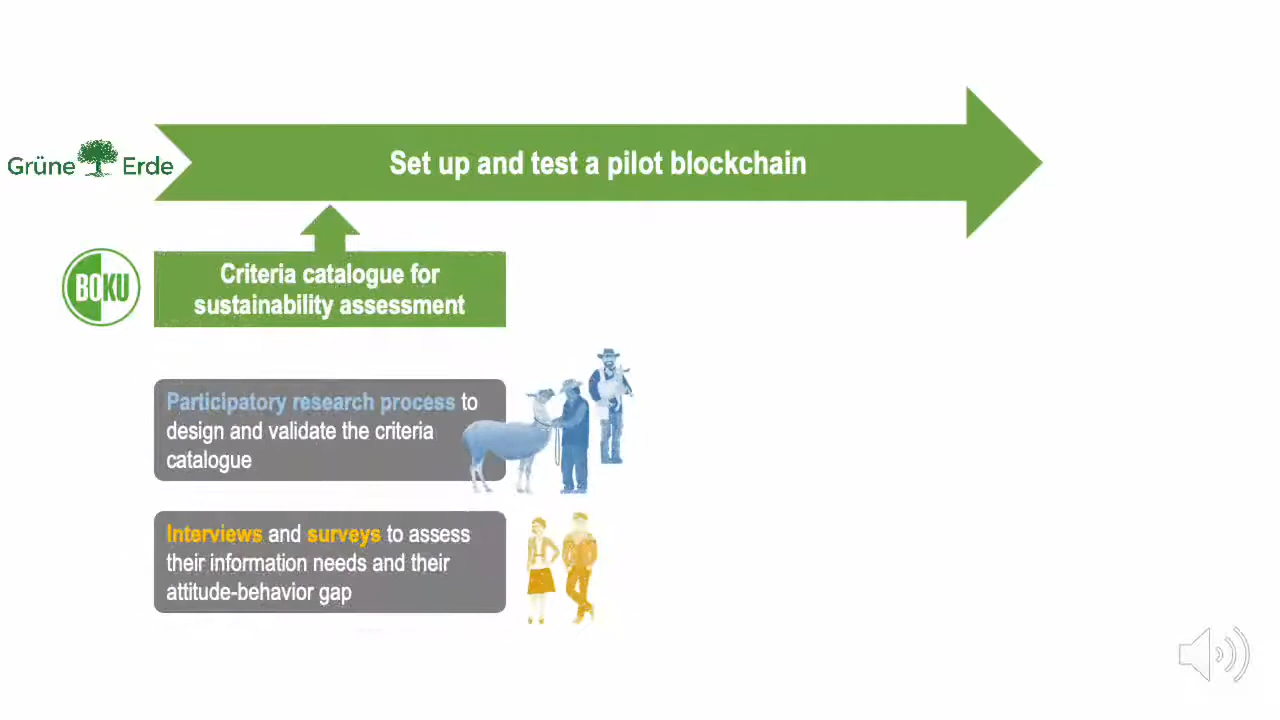 Grüne Erde
Set up and test a pilot blockchain
BOKU
Criteria catalogue for
sustainability assessment
Participatory research process to
design and validate the criteria
catalogue
Interviews and surveys to assess
their information needs and their
attitude-behavior gap